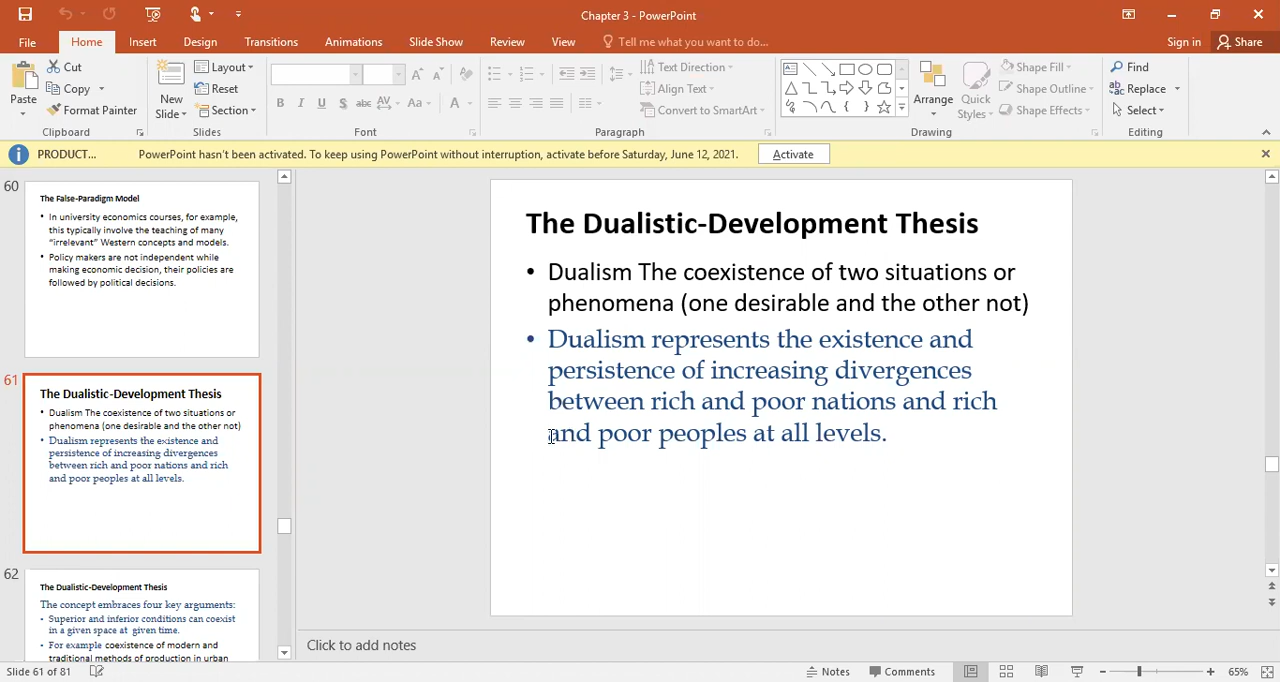 Chapter 3 - PowerPoint
File Home Insert Design Transitions Animations Slide Show Review View Tell me what you want to do... Sign in Share
Paste Cut Copy Format Painter
Clipboard
New Slide Layout Reset Section
Slides
B I U S abc AV Aa A
Font
Text Direction Align Text Convert to SmartArt
Paragraph
Arrange Quick Styles Shape Fill Shape Outline Shape Effects
Drawing
Find Replace Select
Editing
PRODUCT... PowerPoint hasn't been activated. To keep using PowerPoint without interruption, activate before Saturday, June 12, 2021. Activate
60
The False-Paradigm Model
• In university economics courses, for example,
this typically involve the teaching of many
"irrelevant" Western concepts and models.
• Policy makers are not independent while
making economic decision, their policies are
followed by political decisions.
61
The Dualistic-Development Thesis
• Dualism The coexistence of two situations or
phenomena (one desirable and the other not)
• Dualism represents the existence and
persistence of increasing divergences
between rich and poor nations and rich
and poor peoples at all levels.
62
The Dualistic-Development Thesis
The concept embraces four key arguments:
• Superior and inferior conditions can coexist
in a given space at given time.
• For example coexistence of modern and
traditional methods of production in urban
The Dualistic-Development Thesis
• Dualism The coexistence of two situations or
phenomena (one desirable and the other not)
• Dualism represents the existence and
persistence of increasing divergences
between rich and poor nations and rich
and poor peoples at all levels.
Click to add notes
Slide 61 of 81 Notes Comments 65%